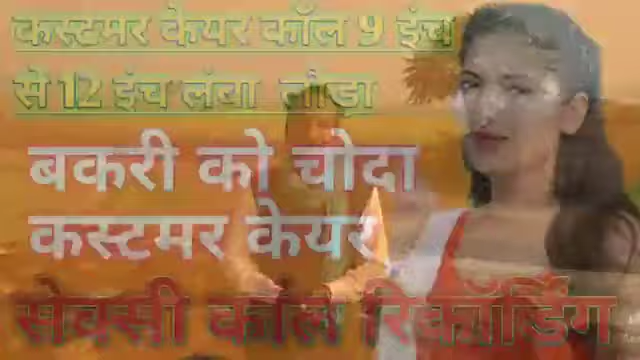 कस्टमर केयर कॉल 9 इंच
से 12 इंच लंबा लोडा
बकरी को चोदा
कस्टमर केयर
सेक्सी कॉल रिकॉर्डिंग